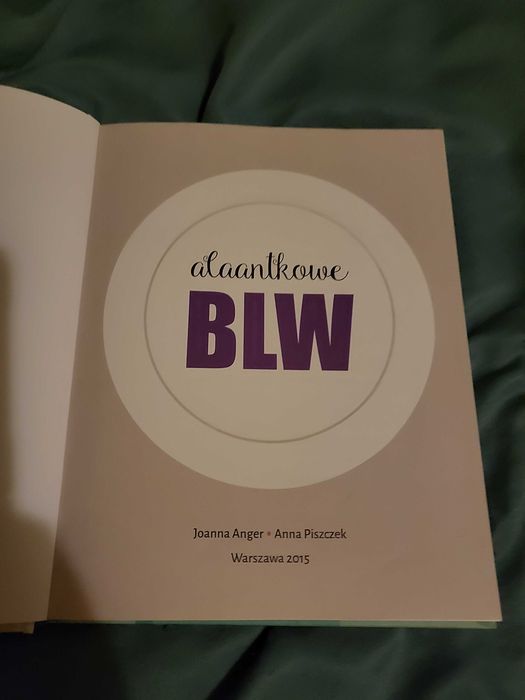 alaantkowe
BLW
Joanna Anger • Anna Piszczek
Warszawa 2015